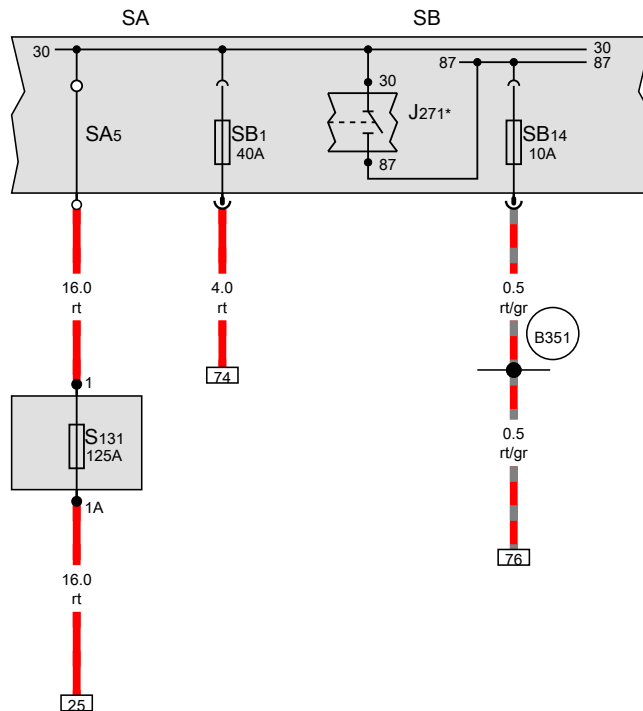 SA SB
30 30
87 87
30
SA5 SB1 J271* SB14
40A 10A
87
16.0 4.0 0.5
rt rt rt/gr
B351
74
1
S131
125A
0.5
rt/gr
1A
76
16.0
rt
25